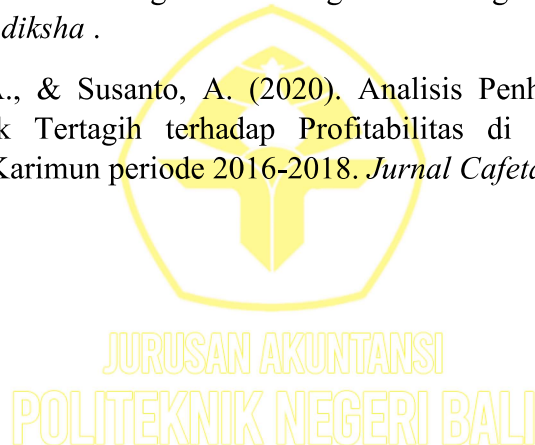 diksha .
A., & Susanto, A. (2020). Analisis Penh
k Tertagih terhadap Profitabilitas di
Karimun periode 2016-2018. Jurnal Cafeta
JURUSAN AKUNTANSI
POLITEKNIK NEGERI BALI